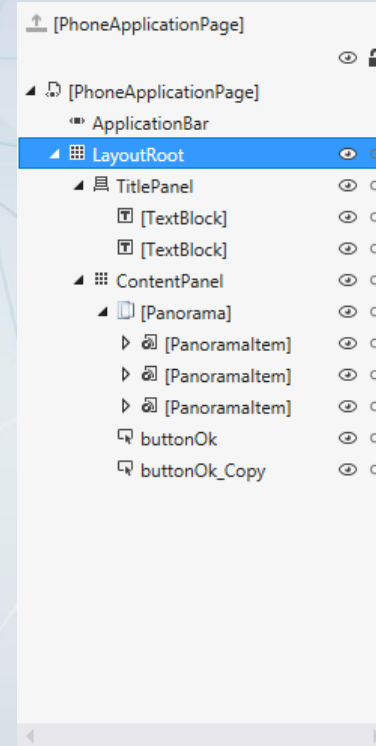 [PhoneApplicationPage]
[PhoneApplicationPage]
ApplicationBar
LayoutRoot
TitlePanel
[TextBlock]
[TextBlock]
ContentPanel
[Panorama]
[PanoramaItem]
[PanoramaItem]
[PanoramaItem]
buttonOk
buttonOk_Copy